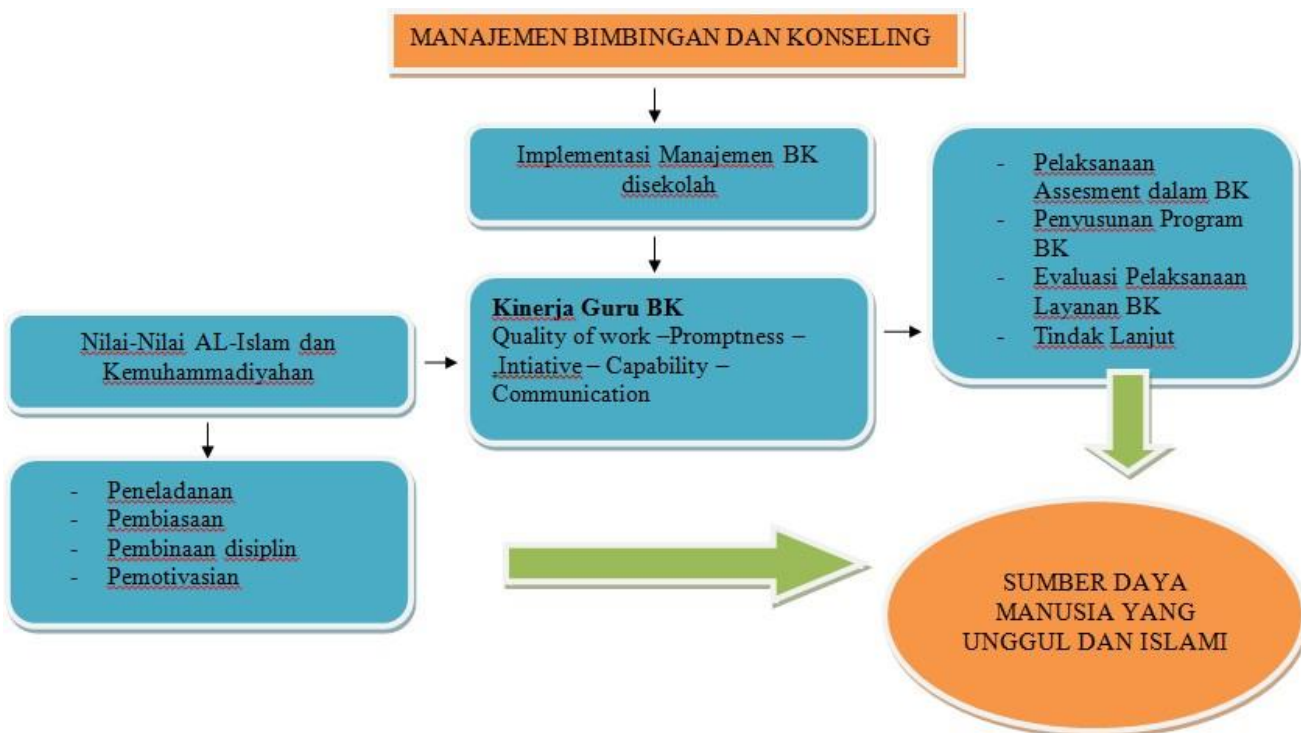 MANAJEMEN BIMBINGAN DAN KONSELING
Implementasi Manajemen BK
disekolah
- Pelaksanaan
Assesment dalam BK
- Penyusunan Program
BK
- Evaluasi Pelaksanaan
Layanan BK
- Tindak Lanjut
Kinerja Guru BK
Quality of work –Promptness –
,Intiative – Capability –
Communication
Nilai-Nilai AL-Islam dan
Kemuhammadiyahan
- Peneladanan
- Pembiasaan
- Pembinaan disiplin
- Pemotivasian
SUMBER DAYA
MANUSIA YANG
UNGGUL DAN ISLAMI